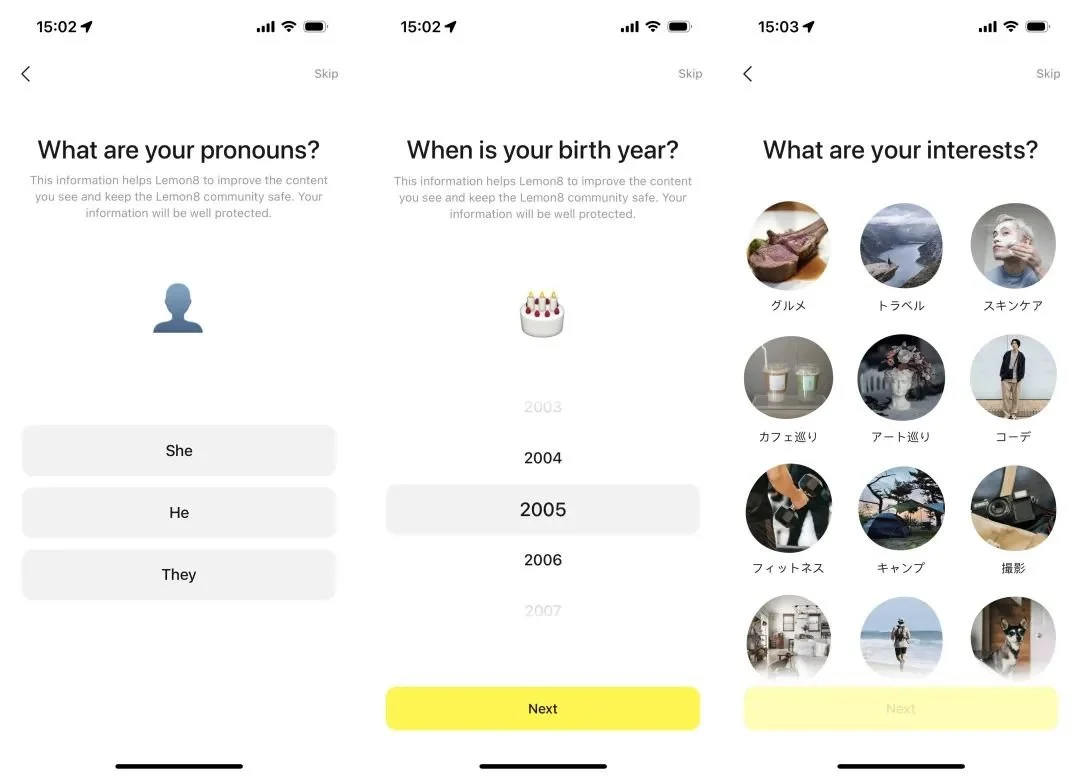 15:02
Skip
What are your pronouns?
This information helps Lemon8 to improve the content
you see and keep the Lemon8 community safe. Your
information will be well protected.
She
He
They
15:02
Skip
When is your birth year?
This information helps Lemon8 to improve the content
you see and keep the Lemon8 community safe. Your
information will be well protected.
2003
2004
2005
2006
2007
Next
15:03
Skip
What are your interests?
グルメ
トラベル
スキンケア
カフェ巡り
アート巡り
コーデ
フィットネス
キャンプ
撮影
Next